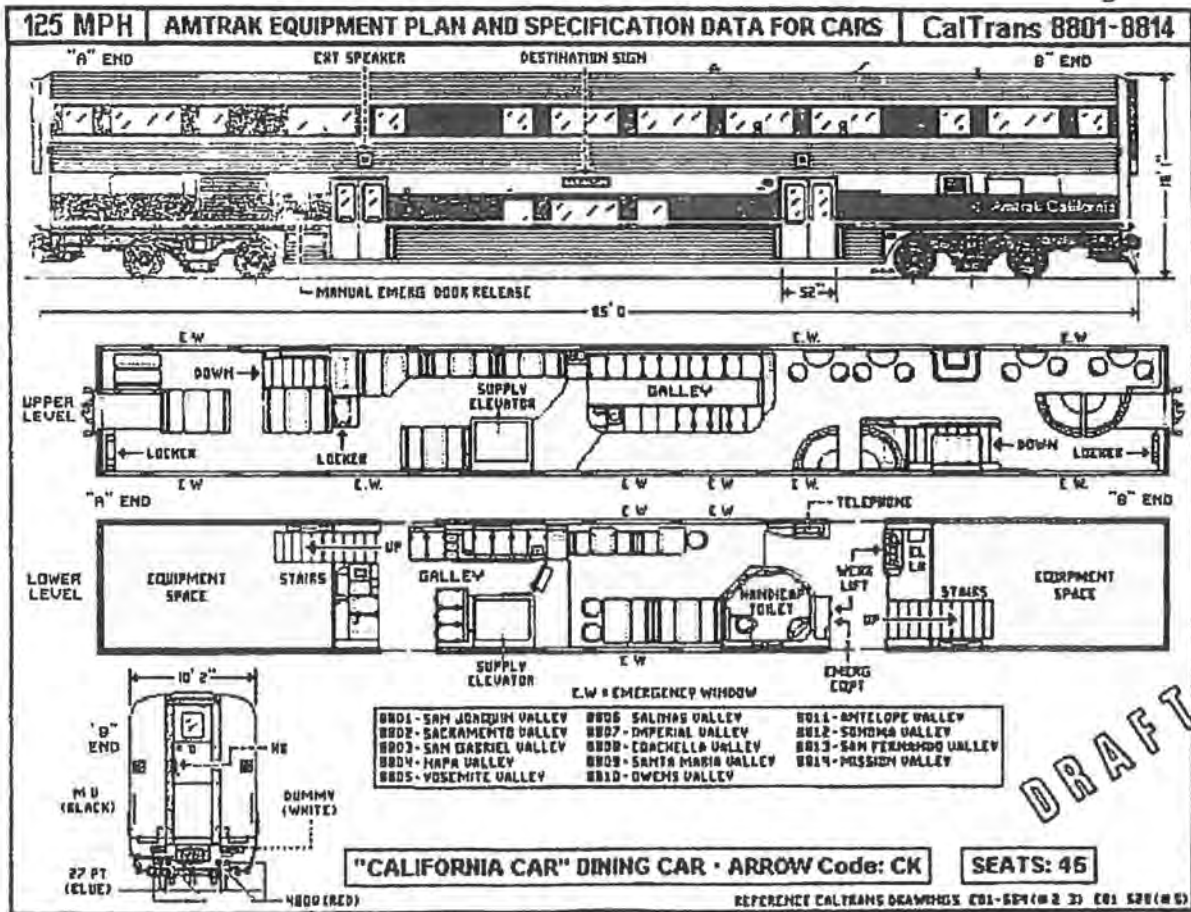 125 MPH AMTRAK EQUIPMENT PLAN AND SPECIFICATION DATA FOR CARS CalTrans 8801-8814
"A" END EXT SPEAKER DESTINATION SIGN B" END
Amtrak California
MANUAL EMERG DOOR RELEASE 52"
85' 0
E W E.W. E.W
UPPER LEVEL
DOWN
SUPPLY ELEVATOR
GALLEY
LOCKER
LOCKER
DOWN
LOCKER
E W E.W. E W E W E.W. E.W.
"A" END "B" END
E W E W TELEPHONE
LOWER LEVEL
EQUIPMENT SPACE
STAIRS
UP
GALLEY
HANDICAP TOILET
LIFT
UP
STAIRS
EQUIPMENT SPACE
SUPPLY ELEVATOR
E W
EMERG EQPT
E.W = EMERGENCY WINDOW
10' 2"
'B' END
M U (BLACK)
DUMMY (WHITE)
27 PT (BLUE)
480V (RED)
8801-SAN JOAQUIN VALLEY 8806 SALINAS VALLEY 8811-ANTELOPE VALLEY
8802-SACRAMENTO VALLEY 8807-IMPERIAL VALLEY 8812-SONOMA VALLEY
8803-SAN GABRIEL VALLEY 8808-COACHELLA VALLEY 8813-SAN FERNANDO VALLEY
8804-NAPA VALLEY 8809-SANTA MARIA VALLEY 8814-MISSION VALLEY
8805-YOSEMITE VALLEY 8810-OWENS VALLEY
DRAFT
"CALIFORNIA CAR" DINING CAR · ARROW Code: CK SEATS: 46
REFERENCE CALTRANS DRAWINGS